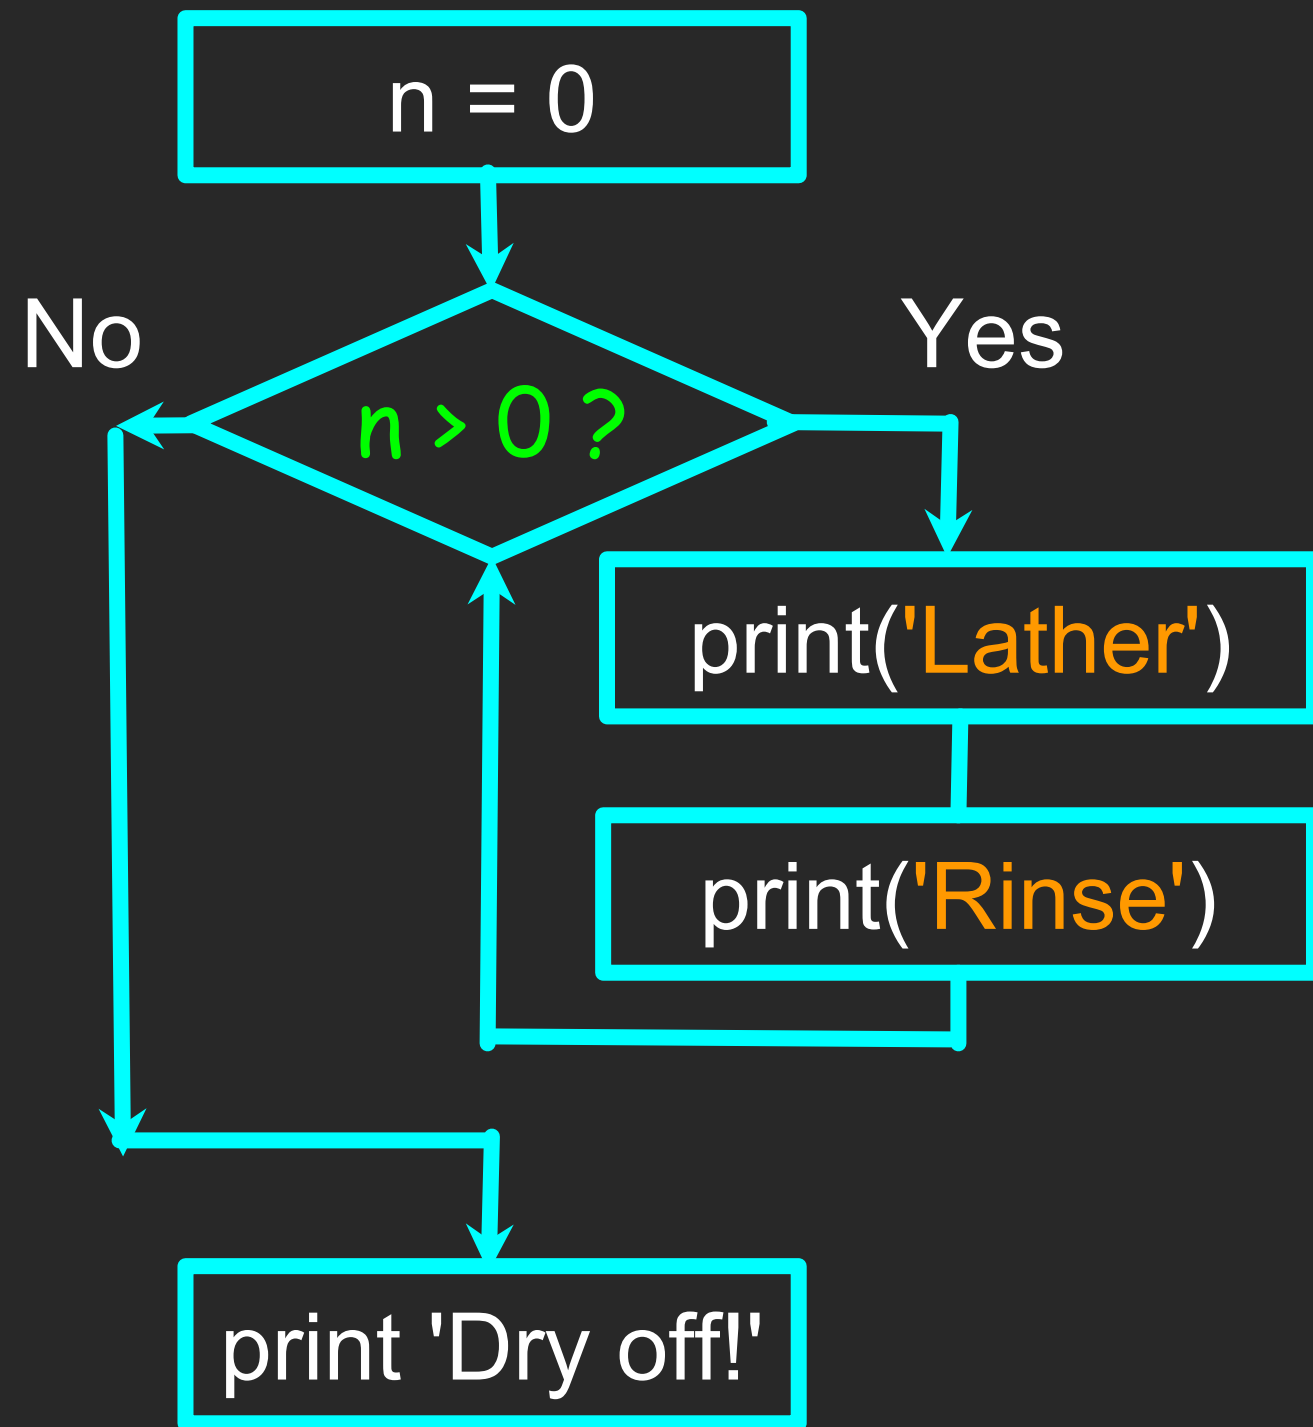 n = 0
No
Yes
n > 0 ?
print('Lather')
print('Rinse')
print 'Dry off!'